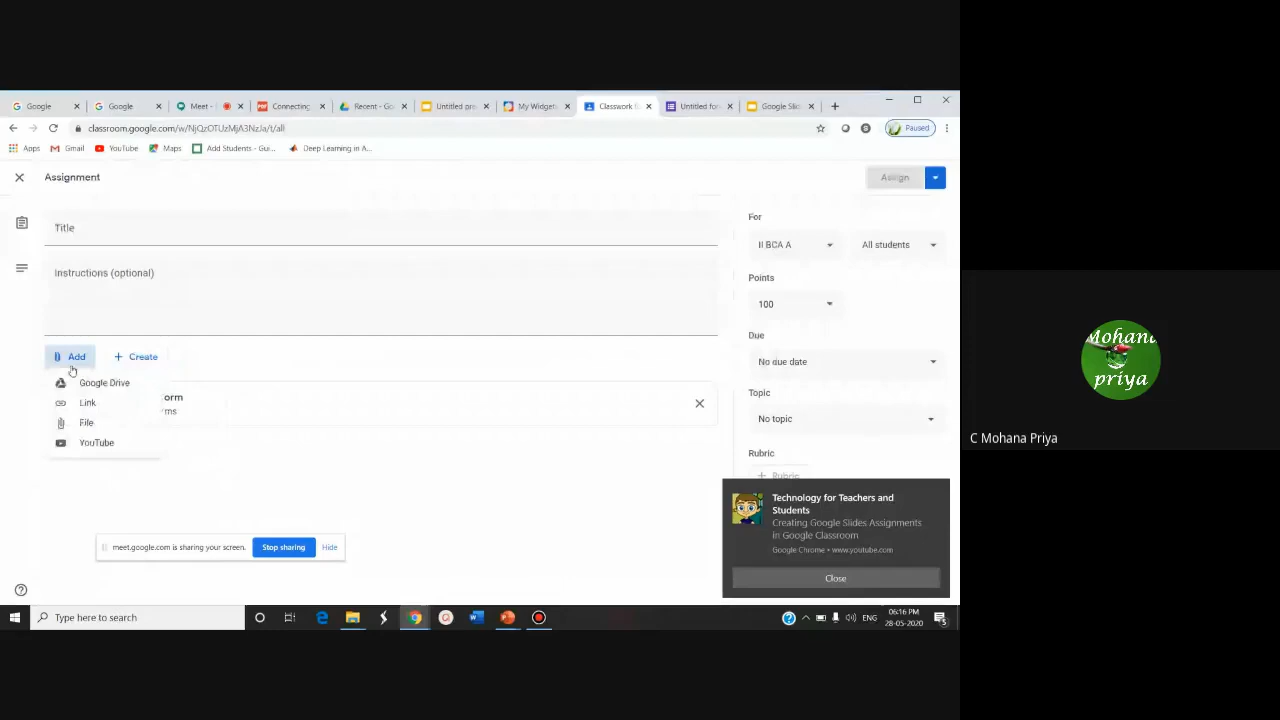 Google
Google
Meet -
Connecting
Recent - Go
Untitled pre
My Widget
Classwork f
Untitled for
Google Slid
classroom.google.com/w/NjQzOTUzMjA3NzJa/t/all
Paused
Apps
Gmail
YouTube
Maps
Add Students - Gui...
Deep Learning in A...
Assignment
Assign
Title
Instructions (optional)
Add
Create
Google Drive
Link
File
YouTube
orm
ms
For
II BCA A
All students
Points
100
Due
No due date
Topic
No topic
Rubric
Rubric
Technology for Teachers and
Students
Creating Google Slides Assignments
in Google Classroom
Google Chrome • www.youtube.com
Close
meet.google.com is sharing your screen.
Stop sharing
Hide
Type here to search
ENG
06:16 PM
28-05-2020
5
Mohana
priya
C Mohana Priya